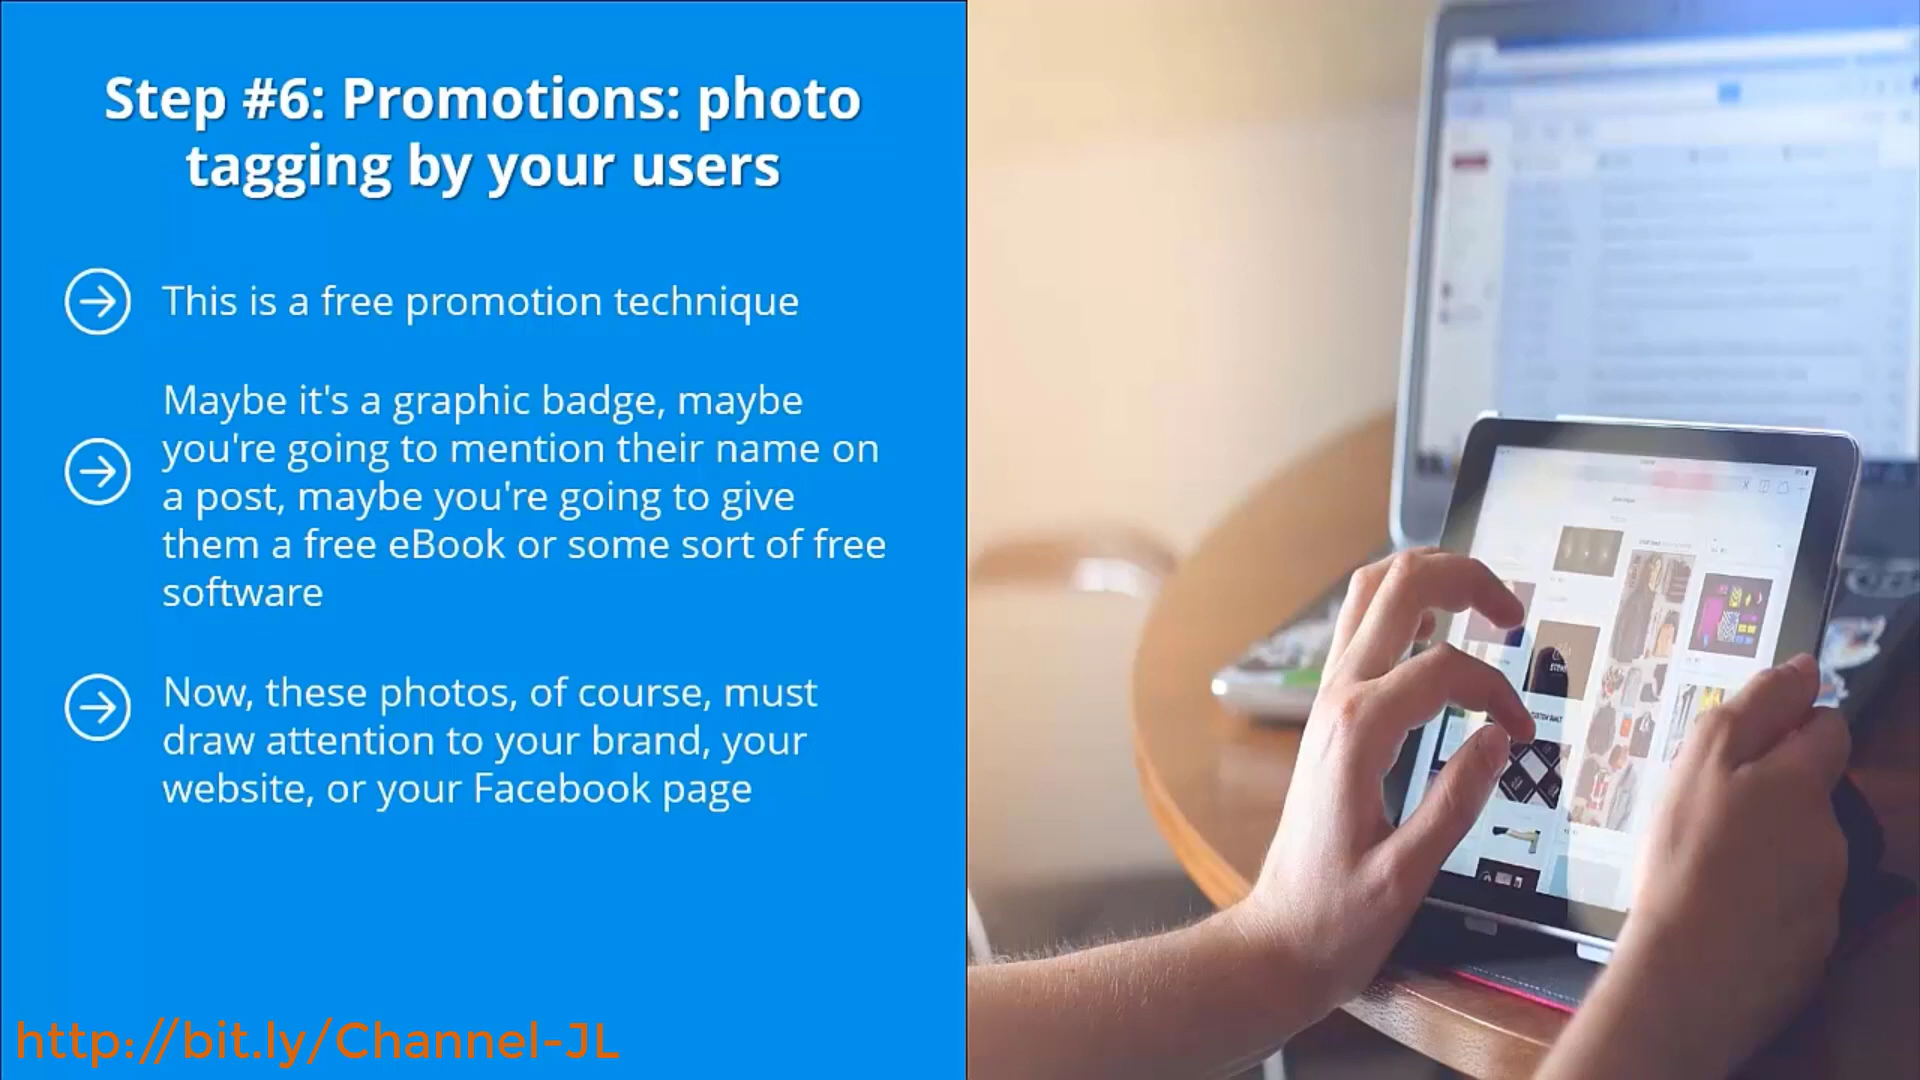 Step #6: Promotions: photo
tagging by your users
This is a free promotion technique
Maybe it's a graphic badge, maybe
you're going to mention their name on
a post, maybe you're going to give
them a free eBook or some sort of free
software
Now, these photos, of course, must
draw attention to your brand, your
website, or your Facebook page
http://bit.ly/Channel-JL